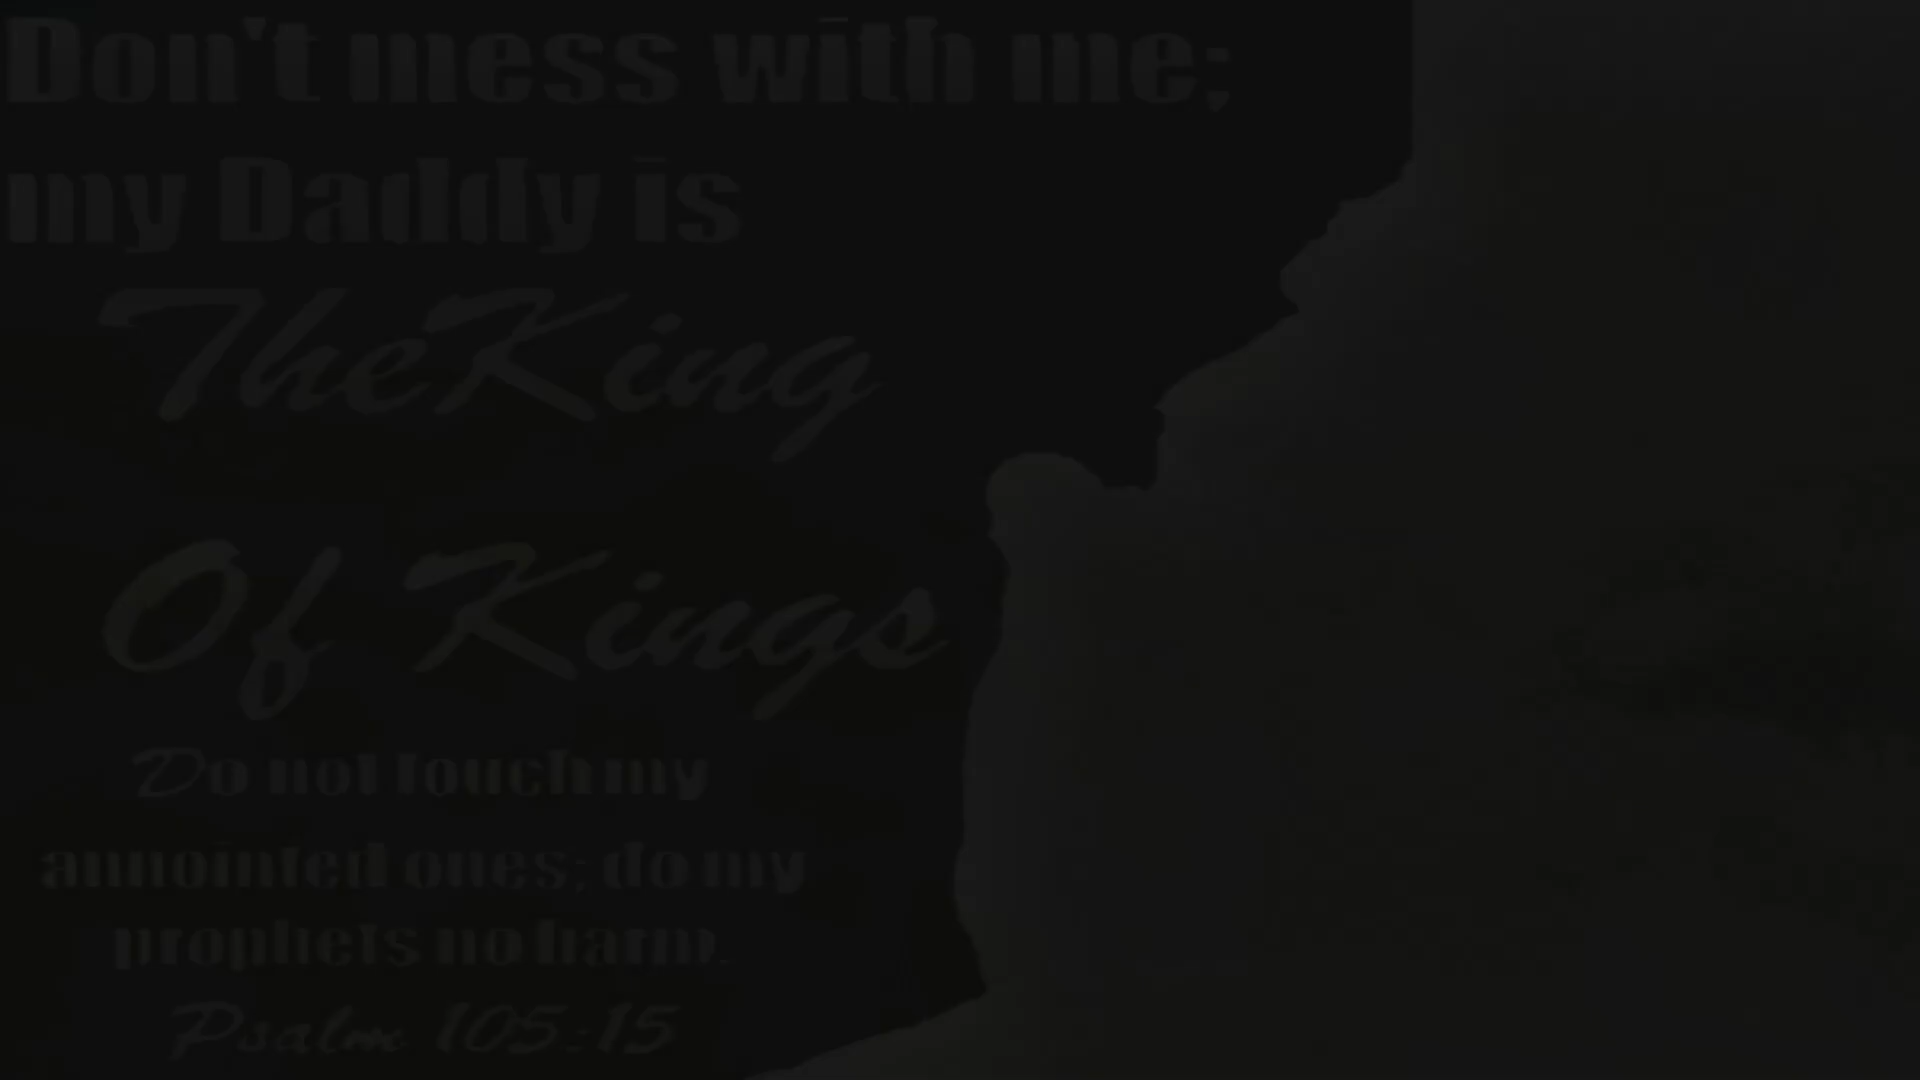 Don't mess with me;
my Daddy is
The King
Of Kings
Do not touch my
annointed ones; do my
prophets no harm.
Psalm 105:15